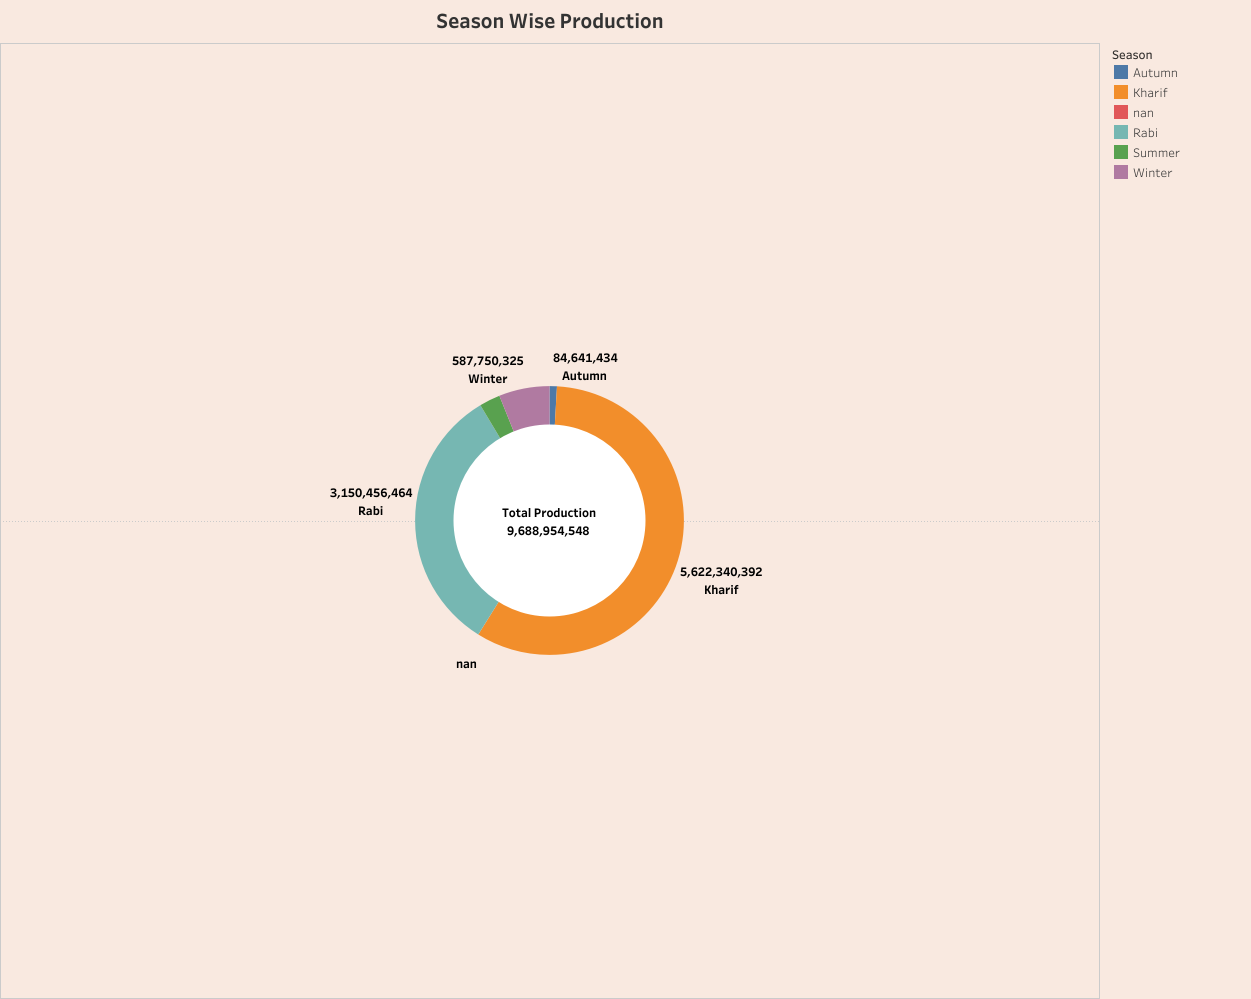 Season Wise Production
Season
Autumn
Kharif
nan
Rabi
Summer
Winter
587,750,325
Winter
84,641,434
Autumn
3,150,456,464
Rabi
Total Production
9,688,954,548
5,622,340,392
Kharif
nan